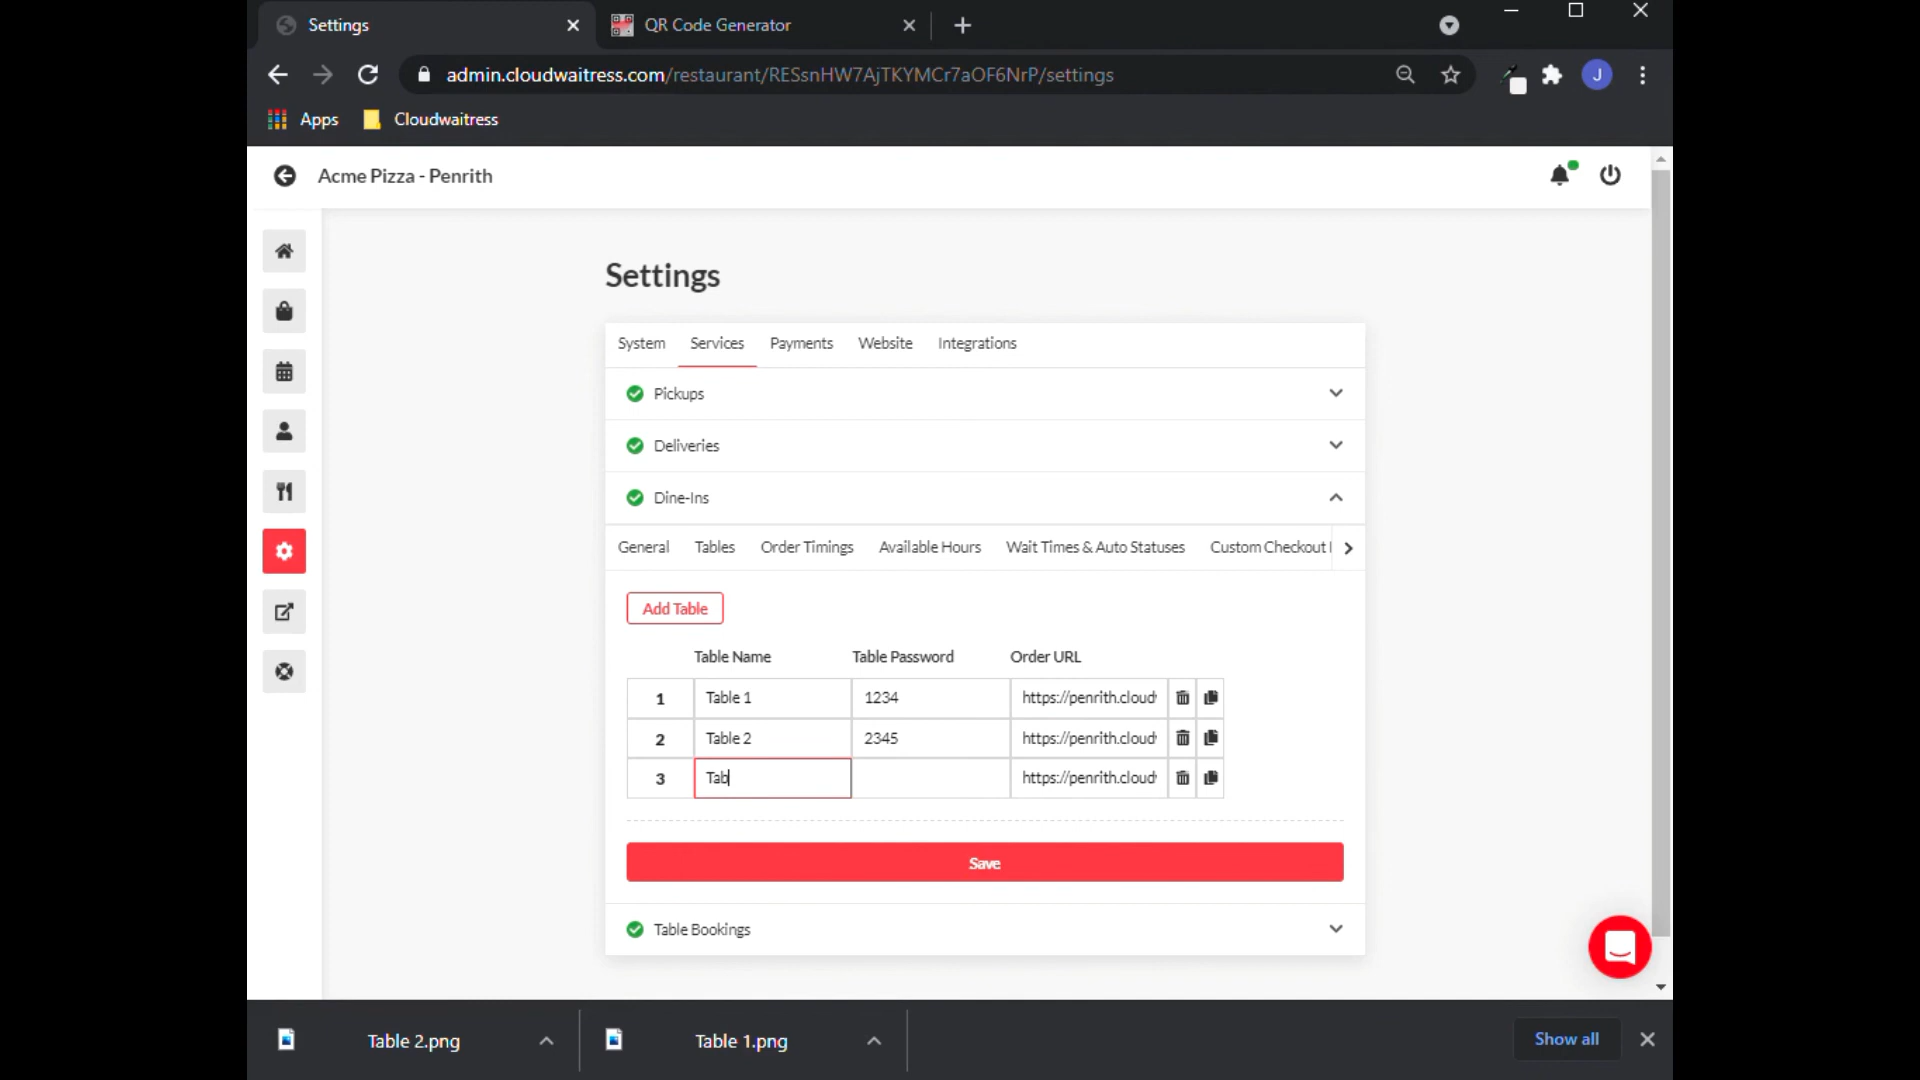 Settings
QR Code Generator
admin.cloudwaitress.com/restaurant/RESsnHW7AjTKYMCr7aOF6NrP/settings
J
Apps
Cloudwaitress
Acme Pizza - Penrith
Settings
System Services Payments Website Integrations
Pickups
Deliveries
Dine-Ins
General Tables Order Timings Available Hours Wait Times & Auto Statuses Custom Checkout
Add Table
Table Name Table Password Order URL
1 Table 1 1234 https://penrith.cloud
2 Table 2 2345 https://penrith.cloud
3 Tab https://penrith.cloud
Save
Table Bookings
Table 2.png
Table 1.png
Show all